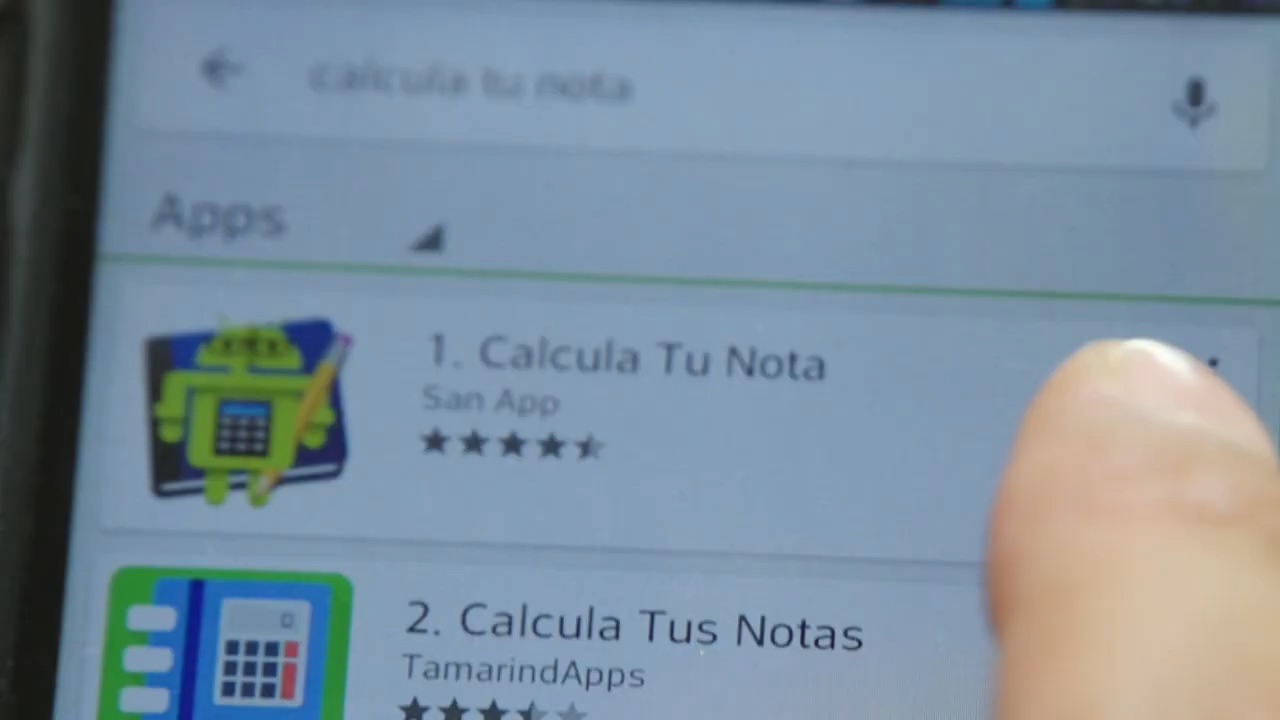 calcula tu nota
Apps
1. Calcula Tu Nota
San App
2. Calcula Tus Notas
TamarindApps